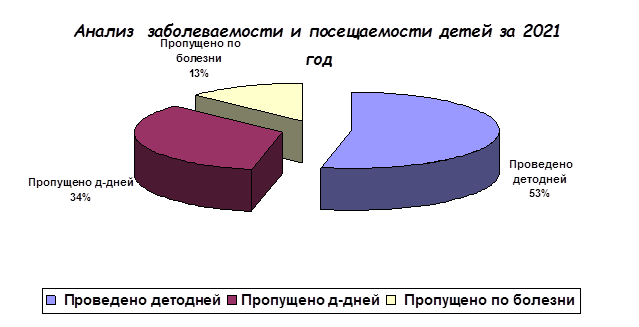 Анализ заболеваемости и посещаемости детей за 2021
год
Пропущено по
болезни
13%
Проведено
детодней
53%
Пропущено д-дней
34%
Проведено детодней Пропущено д-дней Пропущено по болезни